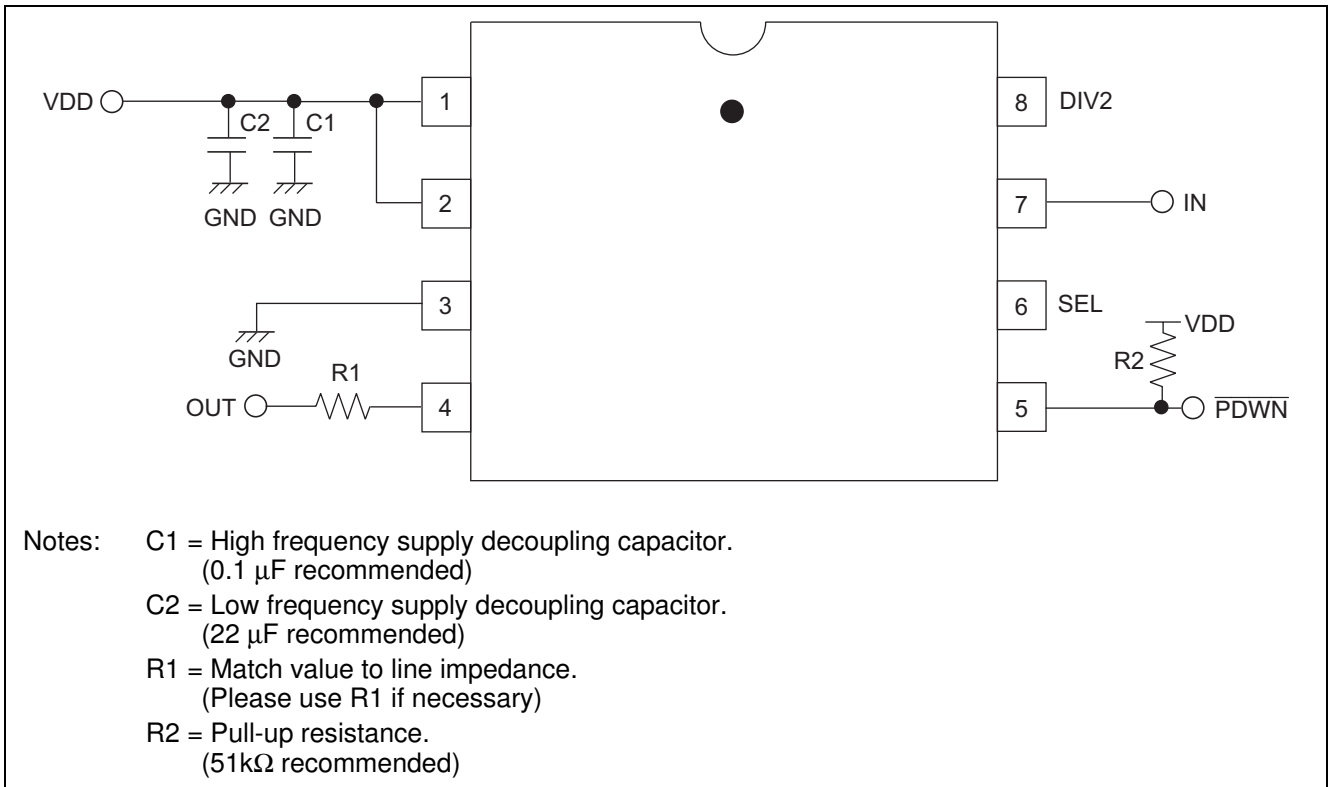 VDD
C2 C1
GND GND
1
2
3
GND
R1
OUT
4
8 DIV2
7 IN
6 SEL
VDD
R2
5 PDWN
Notes: C1 = High frequency supply decoupling capacitor.
(0.1 μF recommended)
C2 = Low frequency supply decoupling capacitor.
(22 μF recommended)
R1 = Match value to line impedance.
(Please use R1 if necessary)
R2 = Pull-up resistance.
(51kΩ recommended)